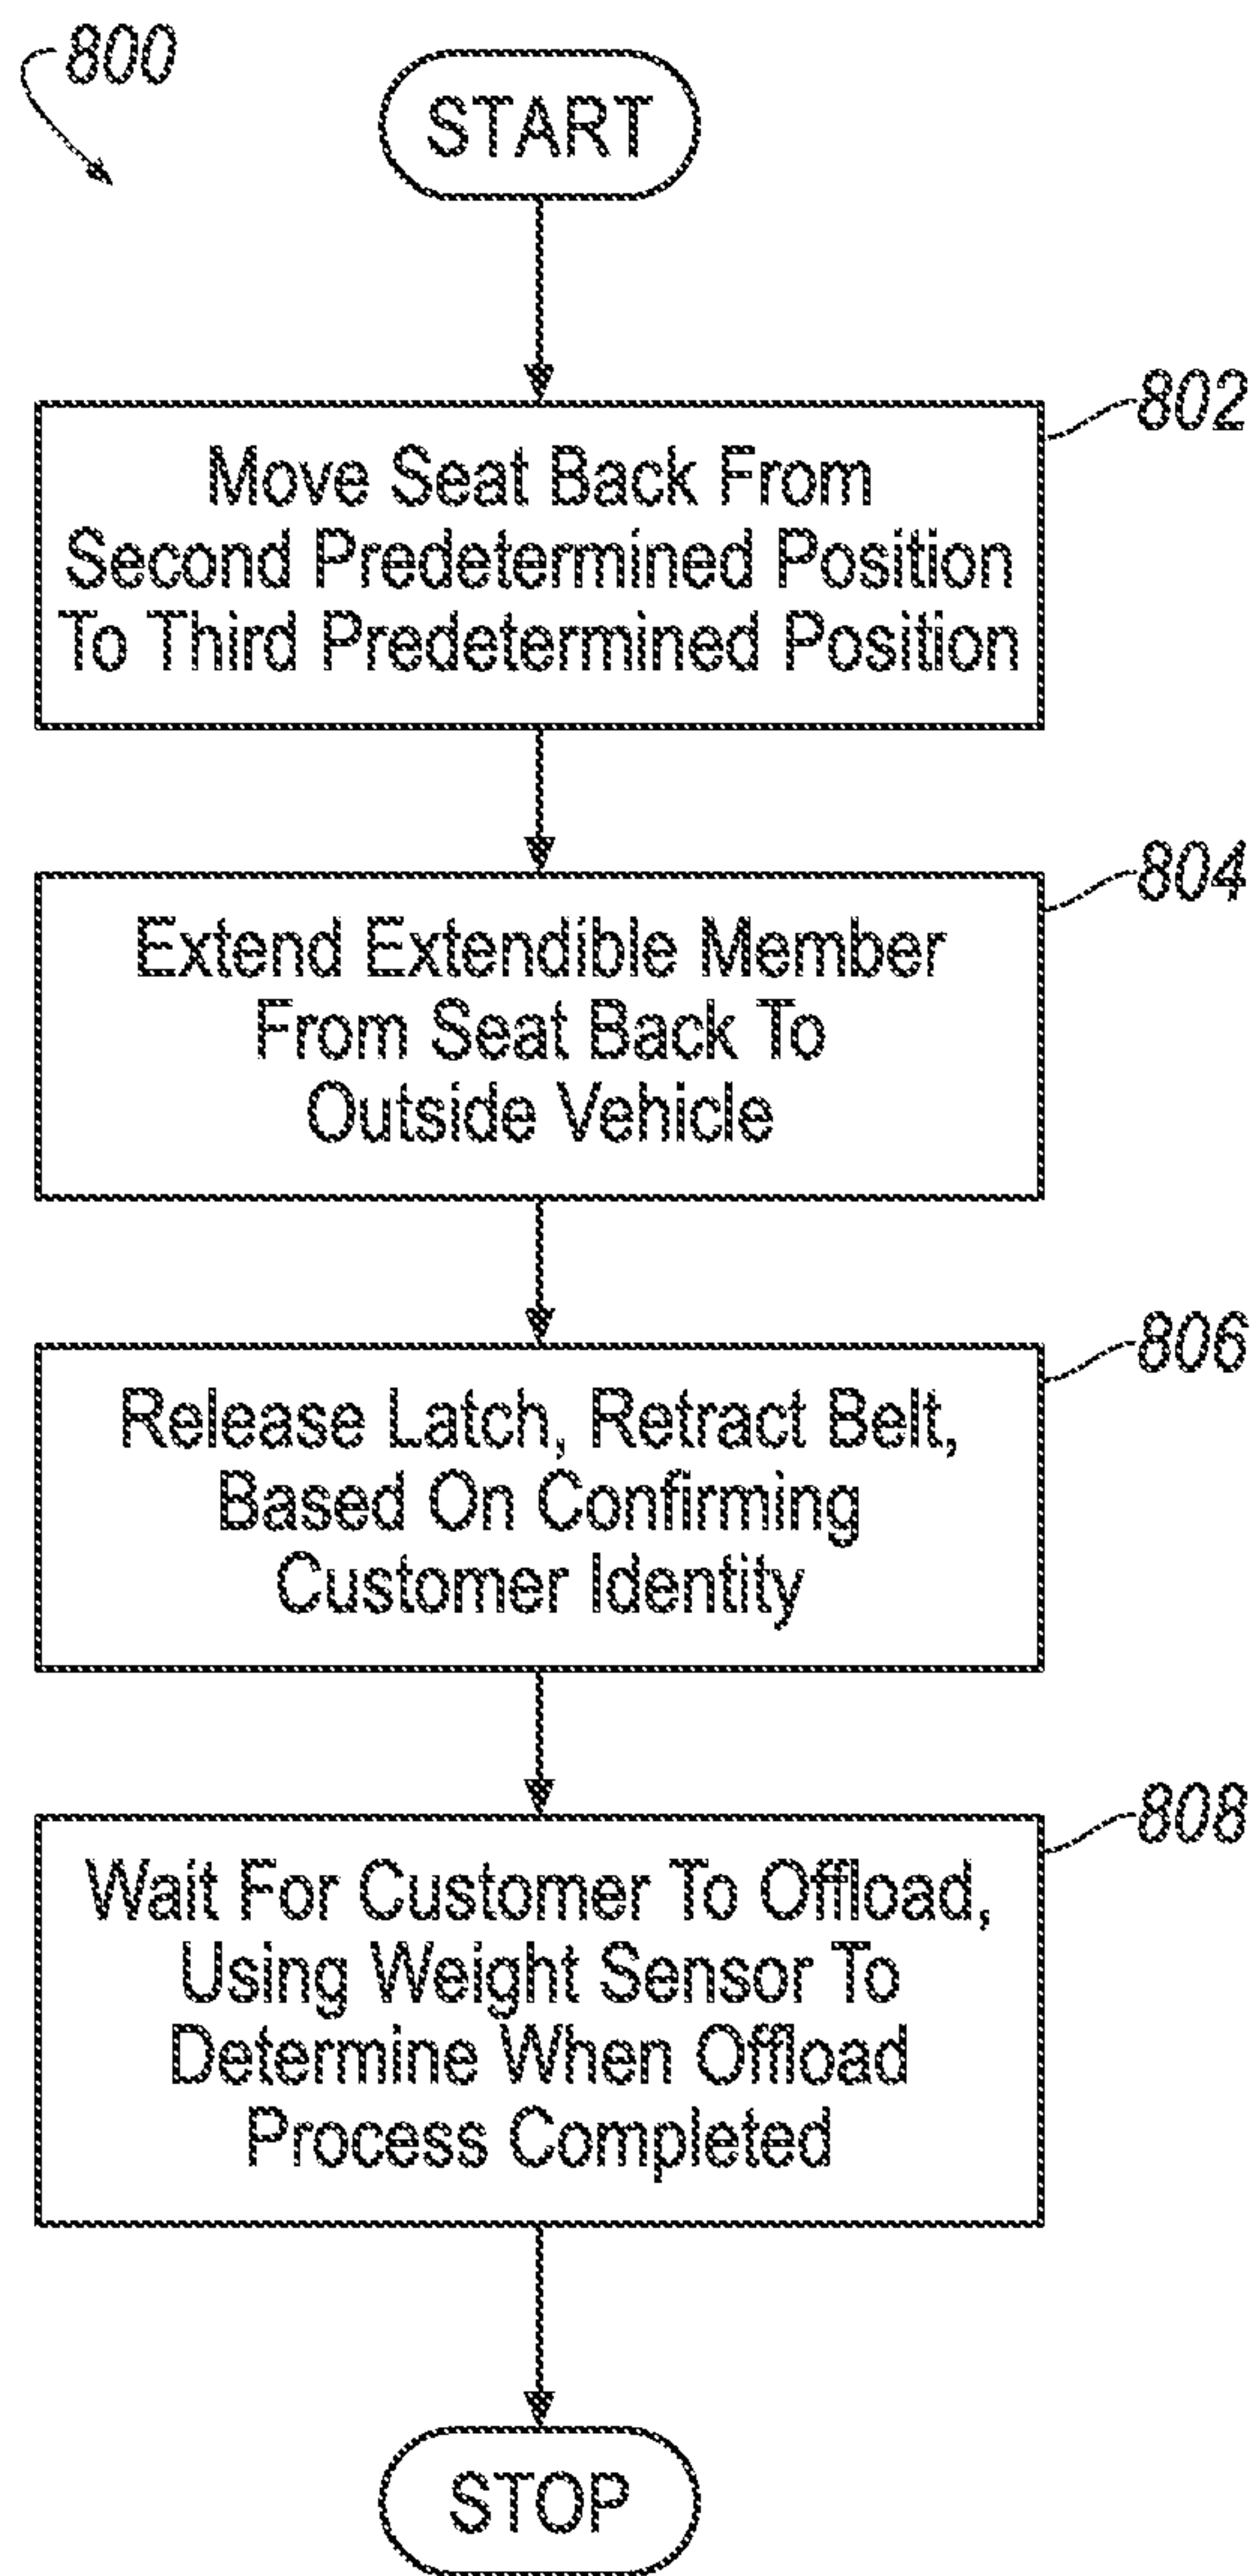 800
START
802
Move Seat Back From
Second Predetermined Position
To Third Predetermined Position
804
Extend Extendible Member
From Seat Back To
Outside Vehicle
806
Release Latch, Retract Belt,
Based On Confirming
Customer Identity
808
Wait For Customer To Offload,
Using Weight Sensor To
Determine When Offload
Process Completed
STOP